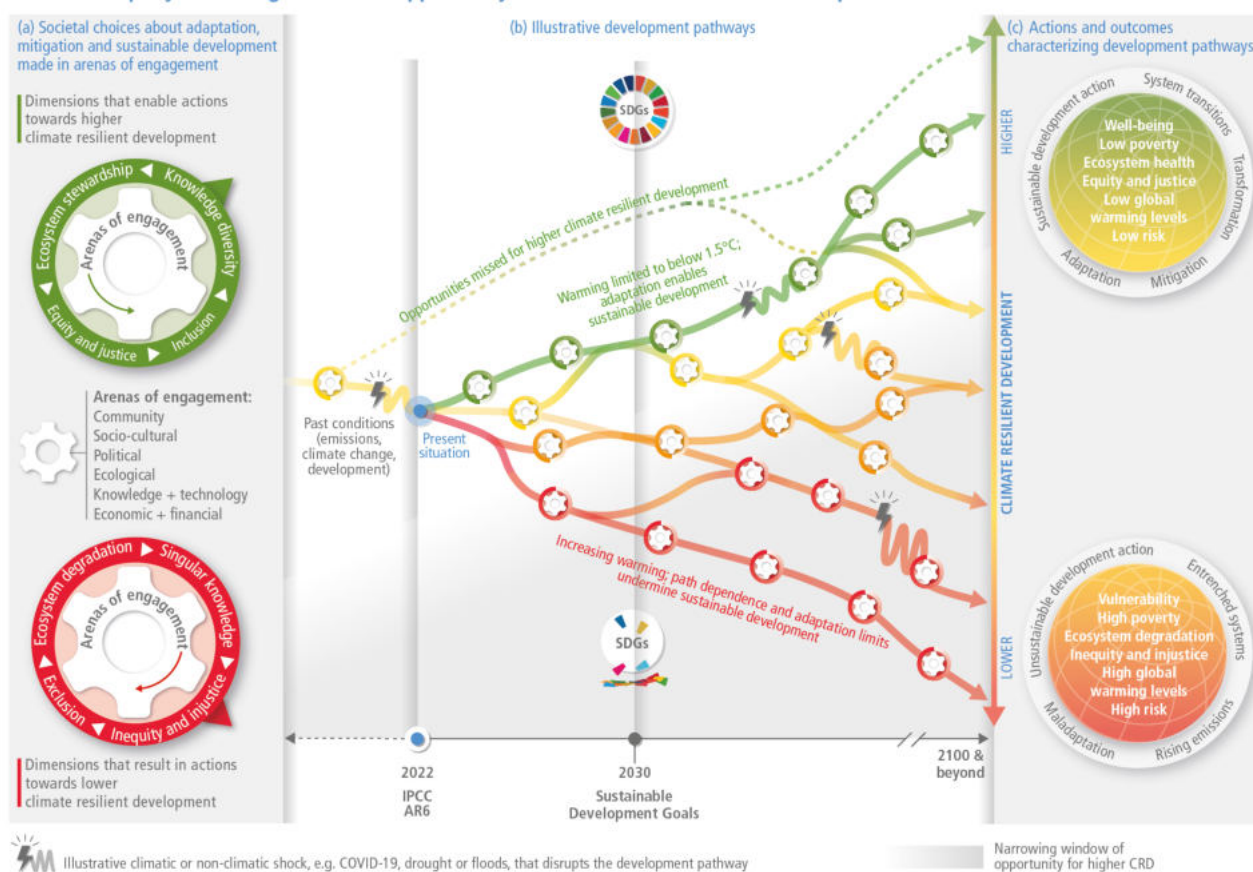 (a) Societal choices about adaptation,
mitigation and sustainable development
made in arenas of engagement
Dimensions that enable actions
towards higher
climate resilient development
Ecosystem stewardship
Knowledge diversity
Equity and justice
Inclusion
Arenas of engagement
Arenas of engagement:
Community
Socio-cultural
Political
Ecological
Knowledge + technology
Economic + financial
Ecosystem degradation
Singular knowledge
Exclusion
Inequity and injustice
Arenas of engagement
Dimensions that result in actions
towards lower
climate resilient development
(b) Illustrative development pathways
SDGs
Opportunities missed for higher climate resilient development
Warming limited to below 1.5°C;
adaptation enables
sustainable development
Past conditions
(emissions,
climate change,
development)
Present
situation
Increasing warming; path dependence and adaptation limits
undermine sustainable development
SDGs
2022
IPCC
AR6
2030
Sustainable
Development Goals
2100 &
beyond
HIGHER
CLIMATE RESILIENT DEVELOPMENT
LOWER
(c) Actions and outcomes
characterizing development pathways
Sustainable development action
System transitions
Transformation
Adaptation
Mitigation
Well-being
Low poverty
Ecosystem health
Equity and justice
Low global
warming levels
Low risk
Unsustainable development action
Entrenched systems
Maladaptation
Rising emissions
Vulnerability
High poverty
Ecosystem degradation
Inequity and injustice
High global
warming levels
High risk
Illustrative climatic or non-climatic shock, e.g. COVID-19, drought or floods, that disrupts the development pathway
Narrowing window of
opportunity for higher CRD